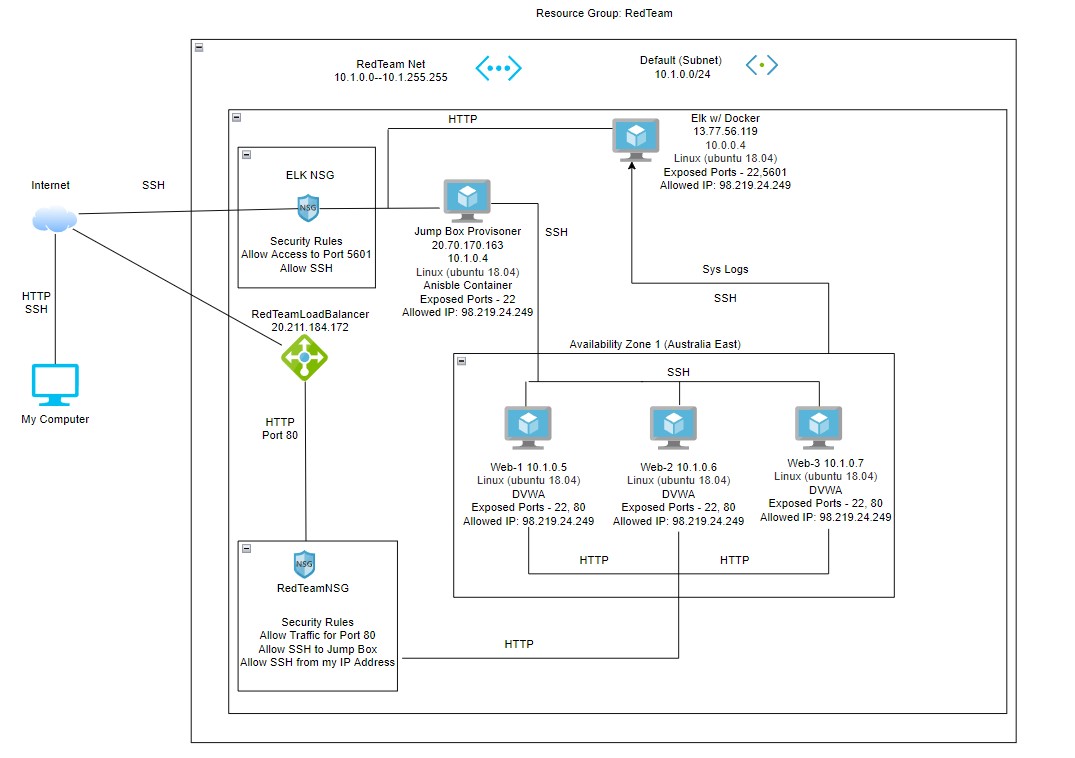 Resource Group: RedTeam
RedTeam Net
10.1.0.0--10.1.255.255
Default (Subnet)
10.1.0.0/24
HTTP
Elk w/ Docker
13.77.56.119
10.0.0.4
Linux (ubuntu 18.04)
Exposed Ports - 22,5601
Allowed IP: 98.219.24.249
Internet
SSH
ELK NSG
NSG
Security Rules
Allow Access to Port 5601
Allow SSH
Jump Box Provisoner
20.70.170.163
10.1.0.4
Linux (ubuntu 18.04)
Anisble Container
Exposed Ports - 22
Allowed IP: 98.219.24.249
SSH
Sys Logs
SSH
HTTP
SSH
My Computer
RedTeamLoadBalancer
20.211.184.172
HTTP
Port 80
Availability Zone 1 (Australia East)
SSH
Web-1 10.1.0.5
Linux (ubuntu 18.04)
DVWA
Exposed Ports - 22, 80
Allowed IP: 98.219.24.249
Web-2 10.1.0.6
Linux (ubuntu 18.04)
DVWA
Exposed Ports - 22, 80
Allowed IP: 98.219.24.249
Web-3 10.1.0.7
Linux (ubuntu 18.04)
DVWA
Exposed Ports - 22, 80
Allowed IP: 98.219.24.249
HTTP
HTTP
NSG
RedTeamNSG
Security Rules
Allow Traffic for Port 80
Allow SSH to Jump Box
Allow SSH from my IP Address
HTTP